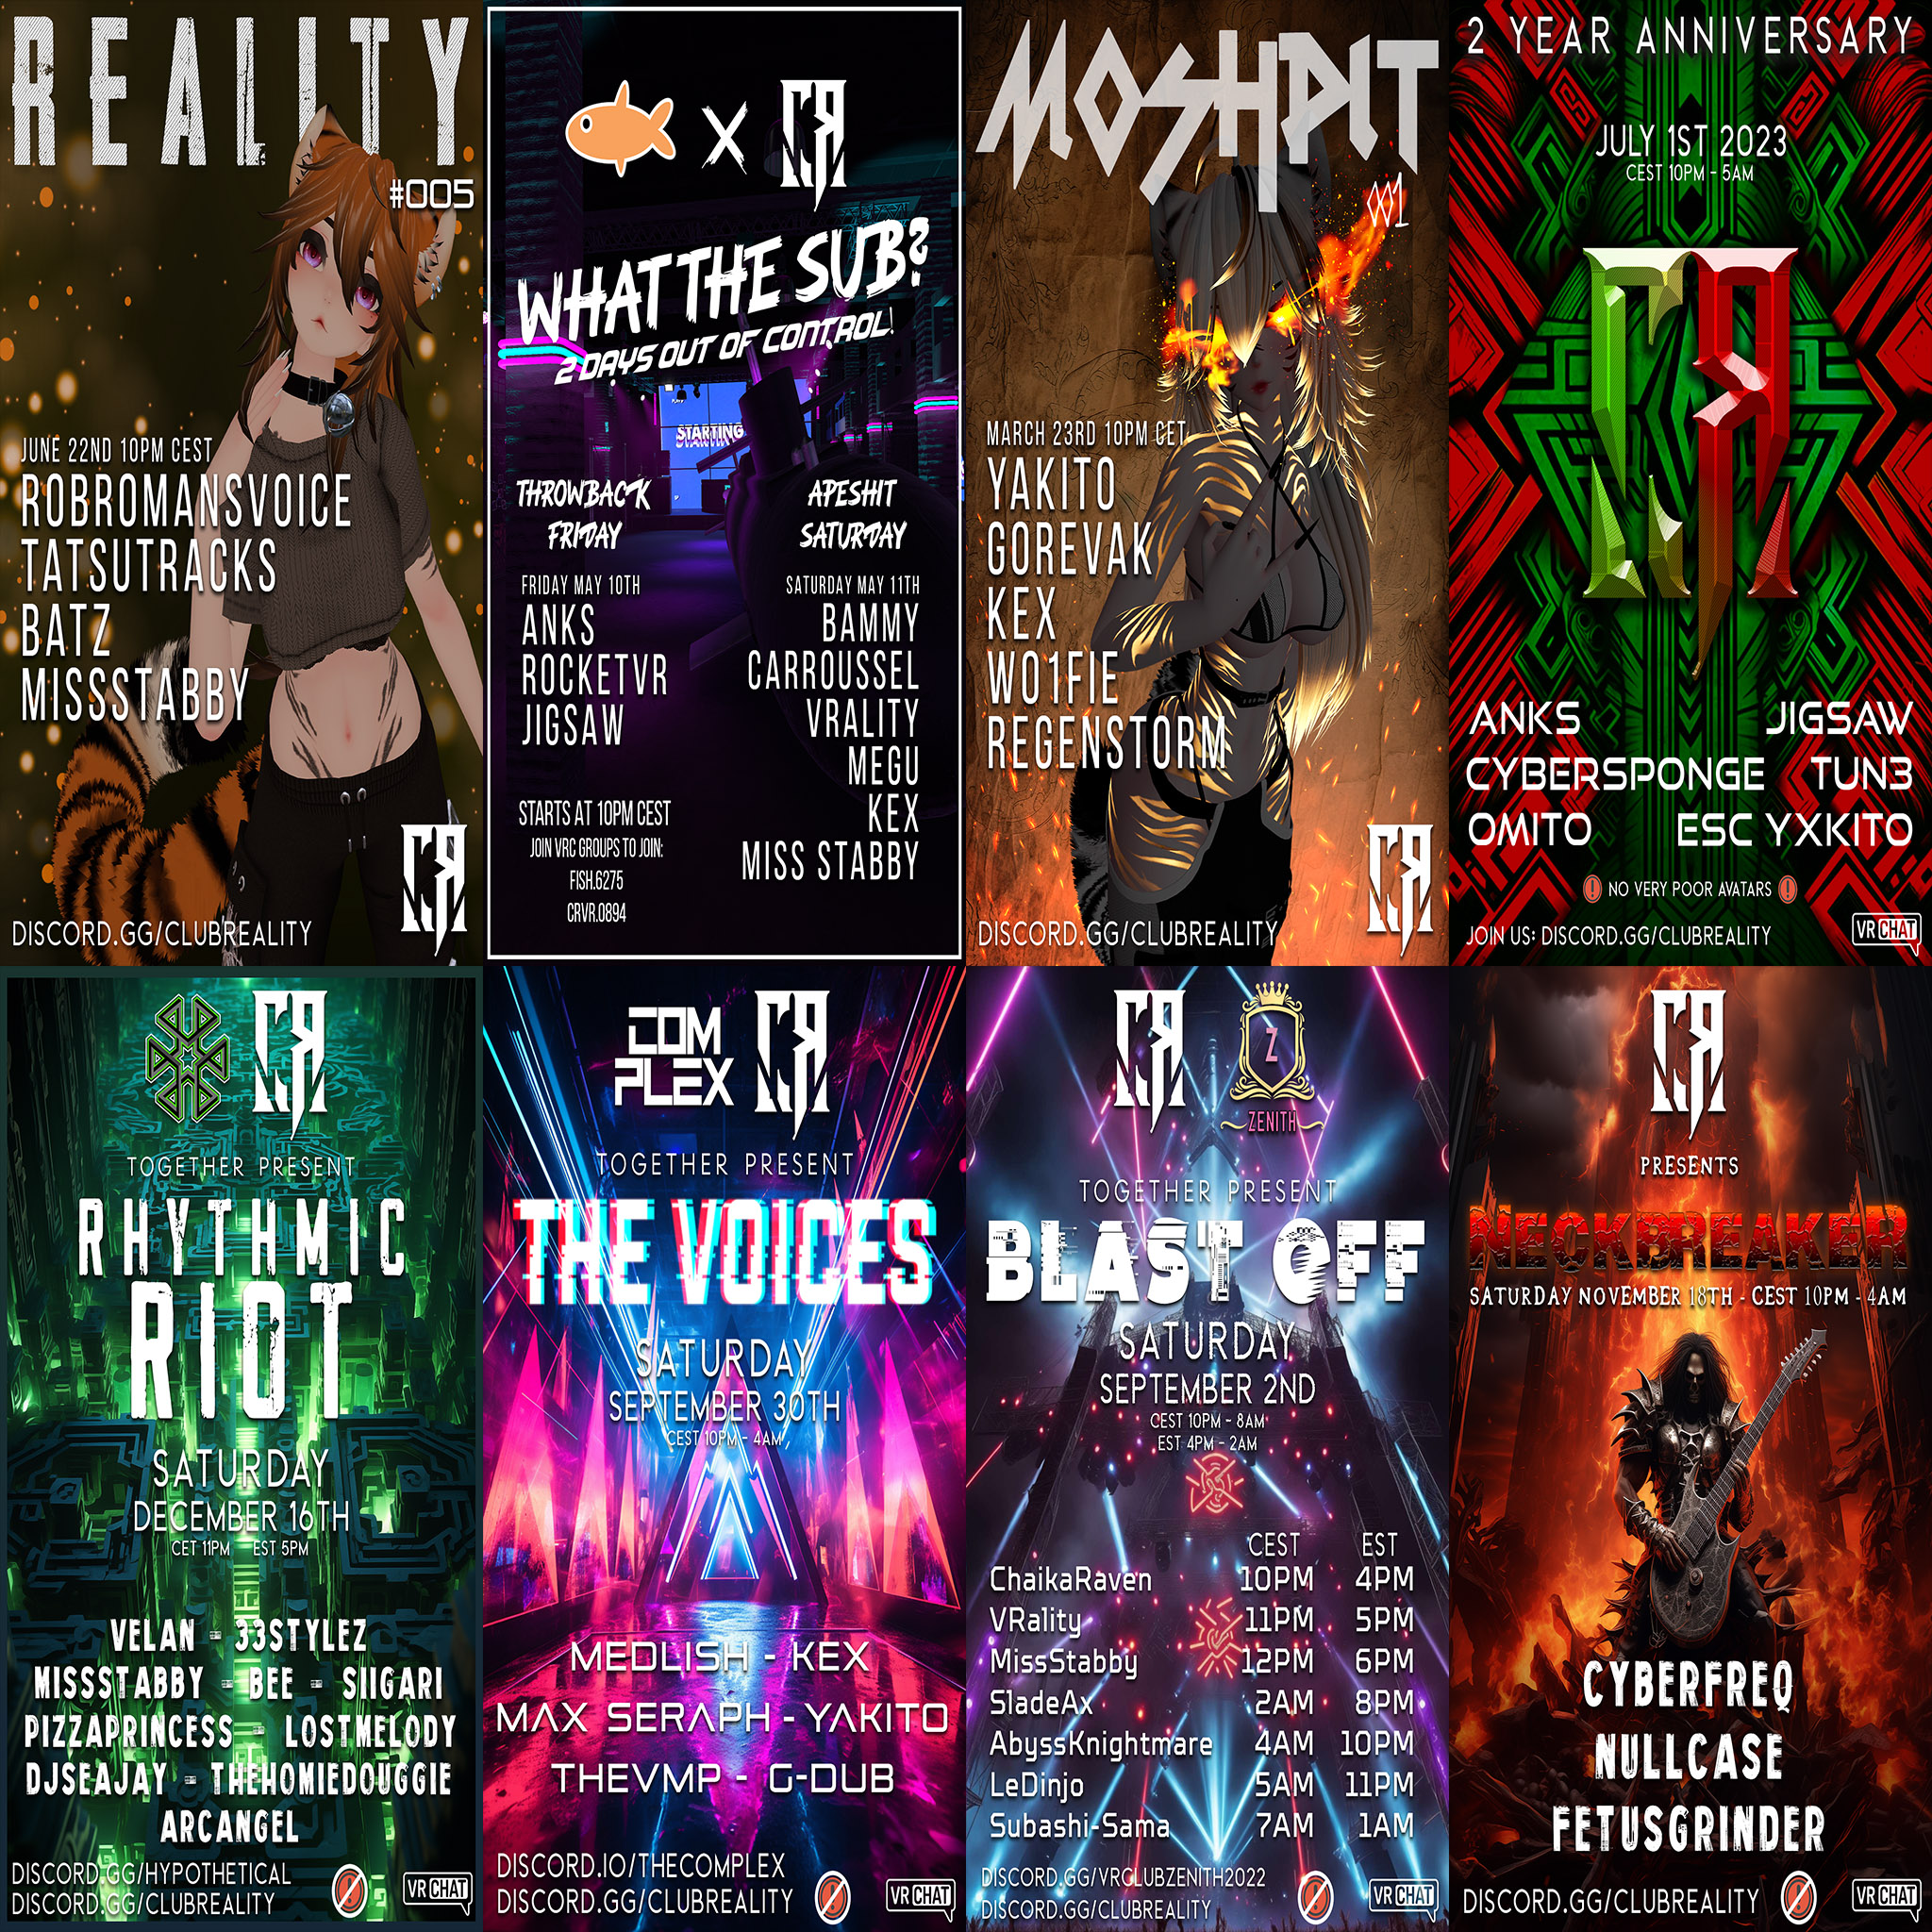 REALITY
#005
JUNE 22ND 10PM CEST
ROBROMANSVOICE
TATSUTRACKS
BATZ
MISSSTABBY
DISCORD.GG/CLUBREALITY
CR
X CR
WHAT THE SUB?
2 DAYS OUT OF CONTROL!
STARTING
THROWBACK
FRIDAY
FRIDAY MAY 10TH
ANKS
ROCKETVR
JIGSAW
STARTS AT 10PM CEST
JOIN VRC GROUPS TO JOIN:
FISH.6275
CRVR.0894
APESHIT
SATURDAY
SATURDAY MAY 11TH
BAMMY
CARROUSSEL
VRALITY
MEGU
KEX
MISS STABBY
MOSHPIT
001
MARCH 23RD 10PM CET
YAKITO
GOREVAK
KEX
WO1FIE
REGENSTORM
DISCORD.GG/CLUBREALITY
CR
2 YEAR ANNIVERSARY
JULY 1ST 2023
CEST 10PM - 5AM
CR
ANKS JIGSAW
CYBERSPONGE TUN3
OMITO ESC YXKITO
NO VERY POOR AVATARS
JOIN US: DISCORD.GG/CLUBREALITY
VRCHAT
CR
TOGETHER PRESENT
RHYTHMIC
RIOT
SATURDAY
DECEMBER 16TH
CET 11PM EST 5PM
VELAN - 33STYLEZ
MISSSTABBY - BEE - SIIGARI
PIZZAPRINCESS - LOSTMELODY
DJSEAJAY - THEHOMIEDOUGGIE
ARCANGEL
DISCORD.GG/HYPOTHETICAL
DISCORD.GG/CLUBREALITY
VRCHAT
COM
PLEX
CR
TOGETHER PRESENT
THE VOICES
SATURDAY
SEPTEMBER 30TH
CEST 10PM - 4AM
MEDLISH - KEX
MAX SERAPH - YAKITO
THEVMP - G-DUB
DISCORD.IO/THECOMPLEX
DISCORD.GG/CLUBREALITY
VRCHAT
CR
Z
ZENITH
TOGETHER PRESENT
BLAST OFF
SATURDAY
SEPTEMBER 2ND
CEST 10PM - 8AM
EST 4PM - 2AM
CEST EST
ChaikaRaven 10PM 4PM
VRality 11PM 5PM
MissStabby 12PM 6PM
SladeAx 2AM 8PM
AbyssKnightmare 4AM 10PM
LeDinjo 5AM 11PM
Subashi-Sama 7AM 1AM
DISCORD.GG/VRCLUBZENITH2022
DISCORD.GG/CLUBREALITY
VRCHAT
CR
PRESENTS
NECKBREAKER
SATURDAY NOVEMBER 18TH - CEST 10PM - 4AM
CYBERFREQ
NULLCASE
FETUSGRINDER
DISCORD.GG/CLUBREALITY
VRCHAT